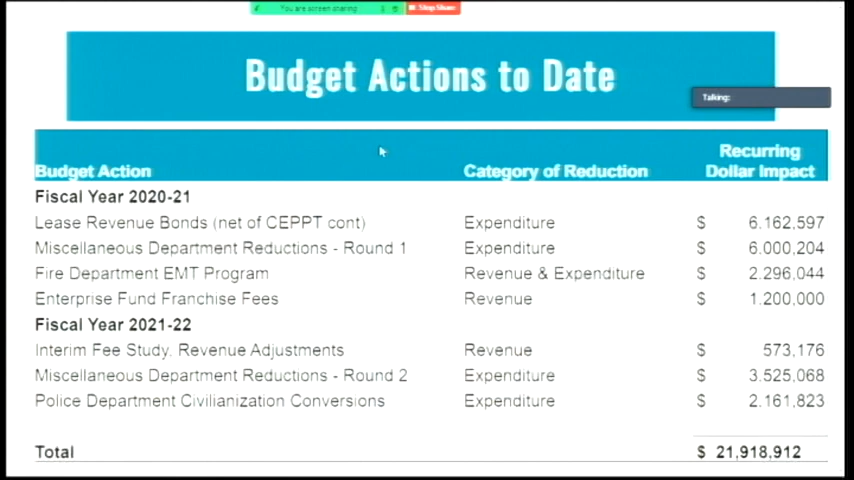 You are screen sharing
Stop Share
Budget Actions to Date
Talking:
Budget Action Category of Reduction Recurring Dollar Impact
Fiscal Year 2020-21
Lease Revenue Bonds (net of CEPPT cont) Expenditure $ 6,162,597
Miscellaneous Department Reductions - Round 1 Expenditure $ 6,000,204
Fire Department EMT Program Revenue & Expenditure $ 2,296,044
Enterprise Fund Franchise Fees Revenue $ 1,200,000
Fiscal Year 2021-22
Interim Fee Study, Revenue Adjustments Revenue $ 573,176
Miscellaneous Department Reductions - Round 2 Expenditure $ 3,525,068
Police Department Civilianization Conversions Expenditure $ 2,161,823
Total $ 21,918,912